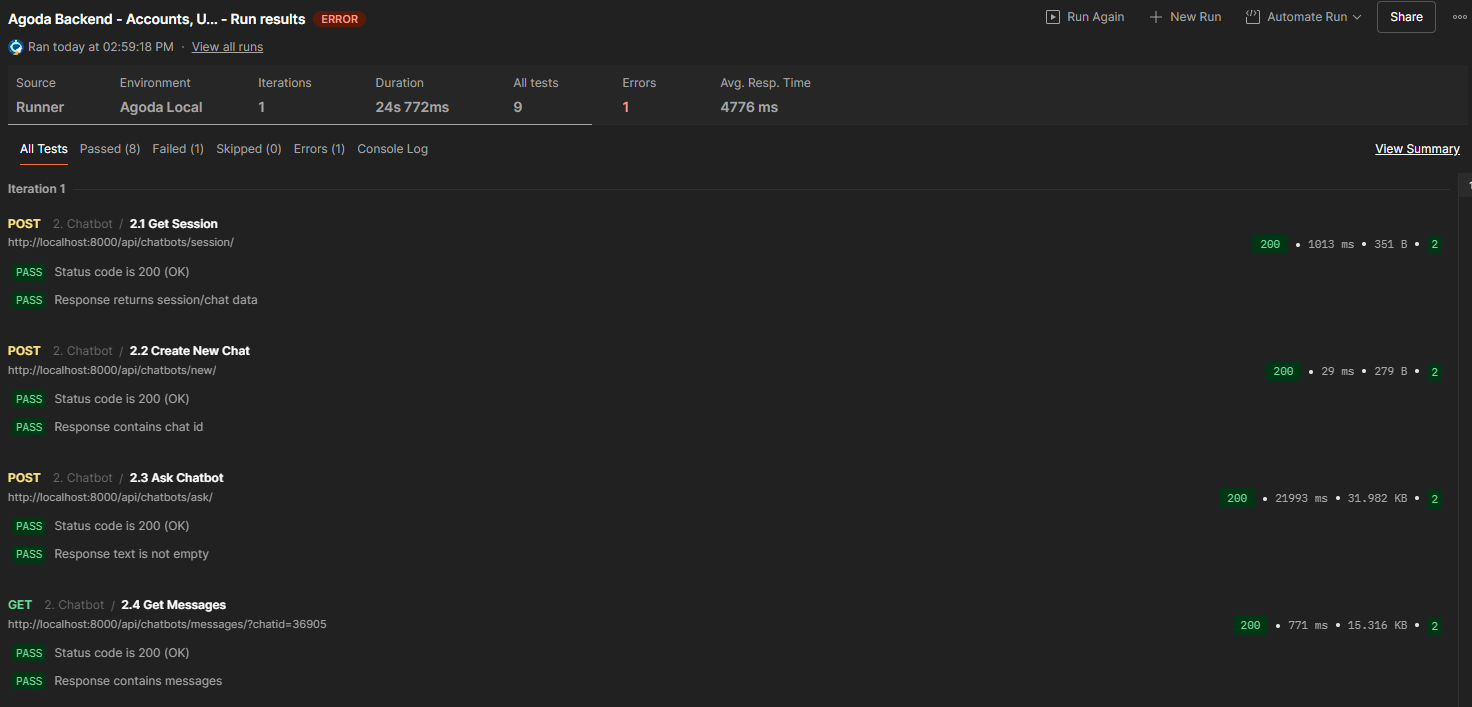 Agoda Backend - Accounts, U... - Run results ERROR Run Again New Run Automate Run Share
Ran today at 02:59:18 PM · View all runs
Source Environment Iterations Duration All tests Errors Avg. Resp. Time
Runner Agoda Local 1 24s 772ms 9 1 4776 ms
All Tests Passed (8) Failed (1) Skipped (0) Errors (1) Console Log View Summary
Iteration 1
1
POST 2. Chatbot / 2.1 Get Session
http://localhost:8000/api/chatbots/session/ 200 • 1013 ms • 351 B • 2
PASS Status code is 200 (OK)
PASS Response returns session/chat data
POST 2. Chatbot / 2.2 Create New Chat
http://localhost:8000/api/chatbots/new/ 200 • 29 ms • 279 B • 2
PASS Status code is 200 (OK)
PASS Response contains chat id
POST 2. Chatbot / 2.3 Ask Chatbot
http://localhost:8000/api/chatbots/ask/ 200 • 21993 ms • 31.982 KB • 2
PASS Status code is 200 (OK)
PASS Response text is not empty
GET 2. Chatbot / 2.4 Get Messages
http://localhost:8000/api/chatbots/messages/?chatid=36905 200 • 771 ms • 15.316 KB • 2
PASS Status code is 200 (OK)
PASS Response contains messages